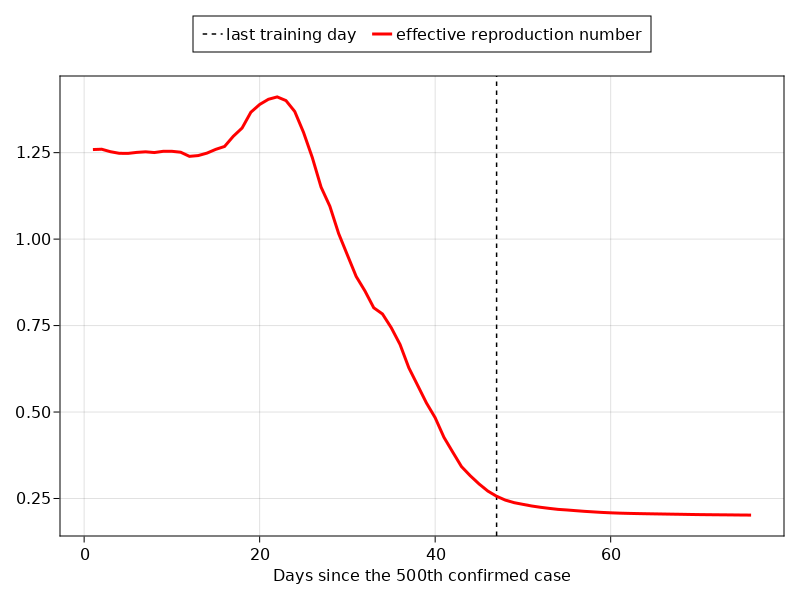 last training day effective reproduction number
1.25
1.00
0.75
0.50
0.25
0 20 40 60
Days since the 500th confirmed case